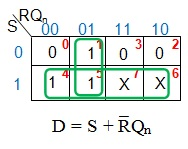 RQn
S 00 01 11 10
0 0 0 1 1 0 3 0 2
1 1 4 1 5 X 7 X 6
D = S + R̅Qn